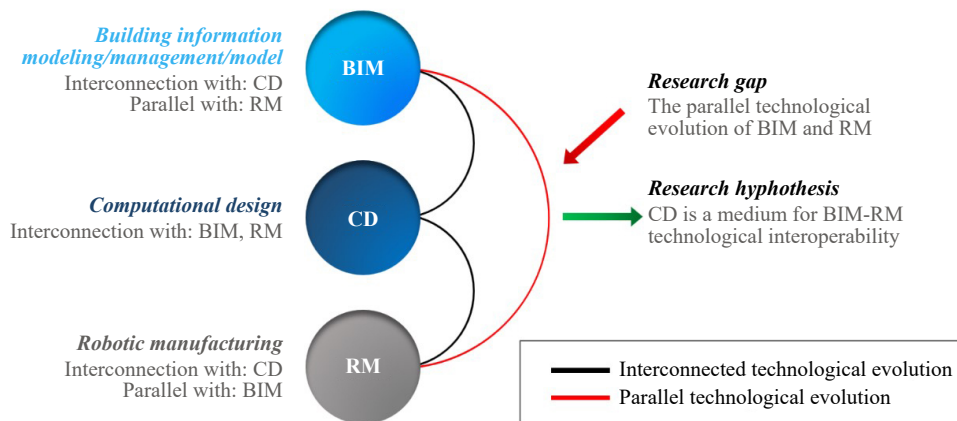 Building information
modeling/management/model
Interconnection with: CD
Parallel with: RM
BIM
Computational design
Interconnection with: BIM, RM
CD
Robotic manufacturing
Interconnection with: CD
Parallel with: BIM
RM
Research gap
The parallel technological
evolution of BIM and RM
Research hyphothesis
CD is a medium for BIM-RM
technological interoperability
Interconnected technological evolution
Parallel technological evolution